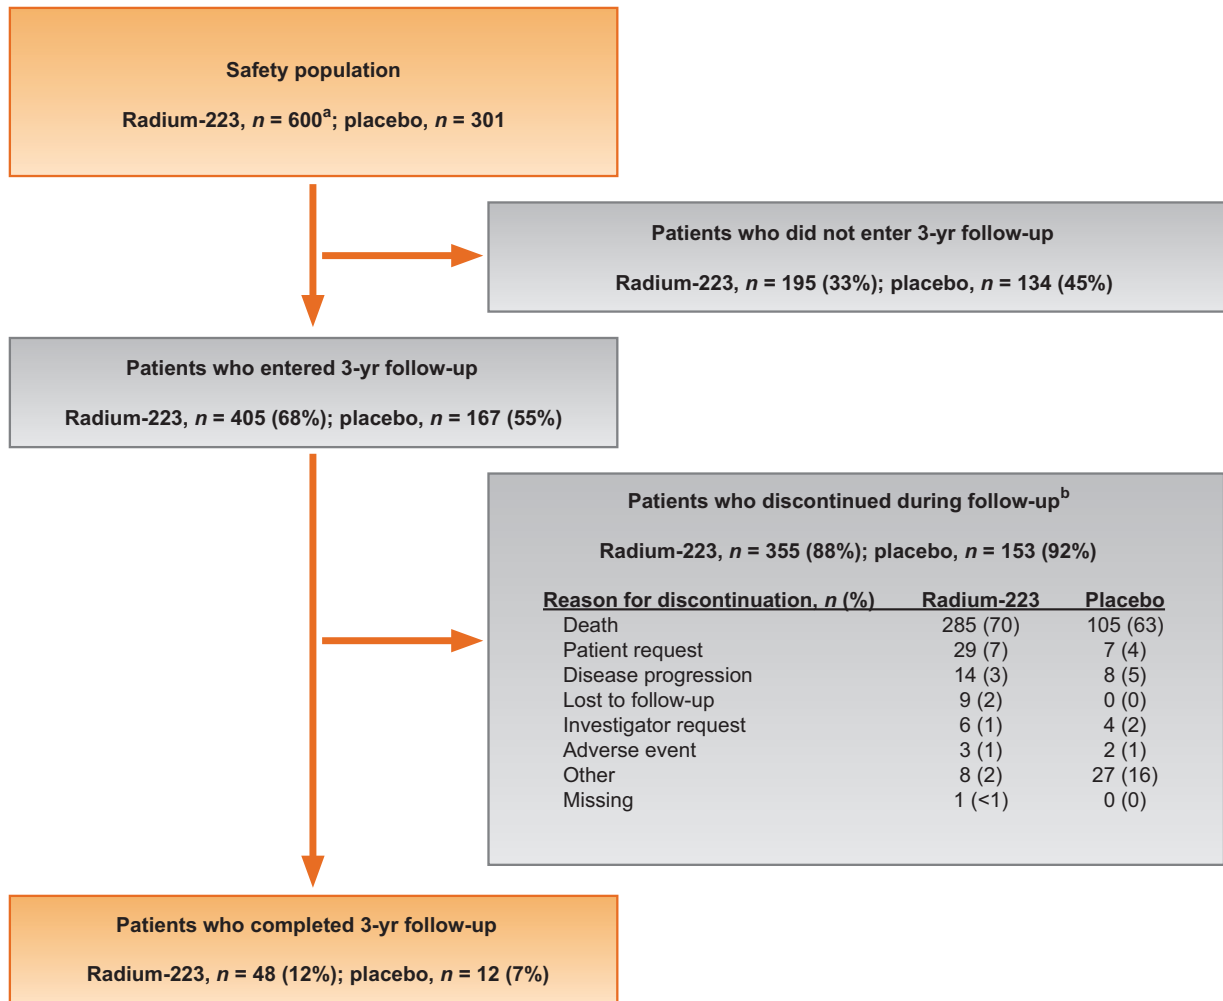 Safety population
Radium-223, n = 600a; placebo, n = 301
Patients who did not enter 3-yr follow-up
Radium-223, n = 195 (33%); placebo, n = 134 (45%)
Patients who entered 3-yr follow-up
Radium-223, n = 405 (68%); placebo, n = 167 (55%)
Patients who discontinued during follow-upb
Radium-223, n = 355 (88%); placebo, n = 153 (92%)
Reason for discontinuation, n (%) Radium-223 Placebo
Death 285 (70) 105 (63)
Patient request 29 (7) 7 (4)
Disease progression 14 (3) 8 (5)
Lost to follow-up 9 (2) 0 (0)
Investigator request 6 (1) 4 (2)
Adverse event 3 (1) 2 (1)
Other 8 (2) 27 (16)
Missing 1 (<1) 0 (0)
Patients who completed 3-yr follow-up
Radium-223, n = 48 (12%); placebo, n = 12 (7%)